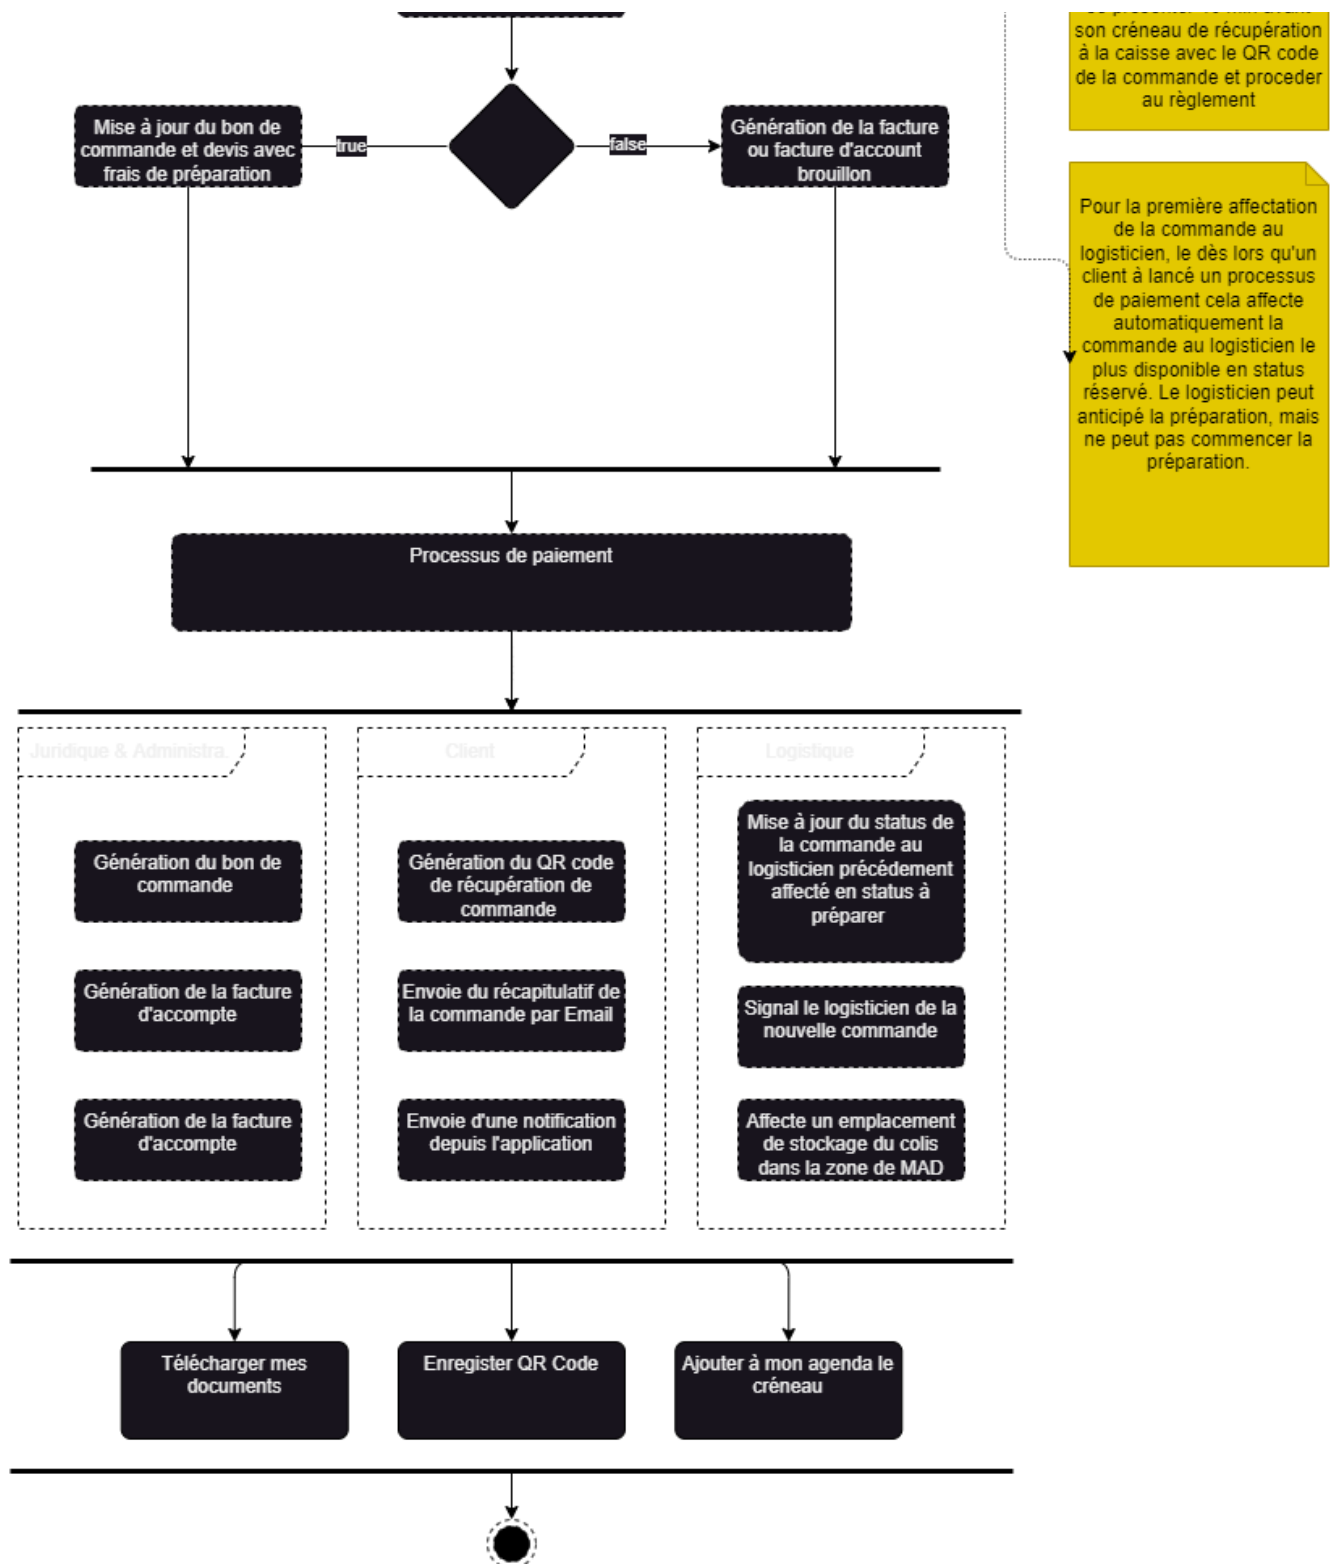 son créneau de récupération
à la caisse avec le QR code
de la commande et proceder
au règlement
Mise à jour du bon de
commande et devis avec
frais de préparation
true
false
Génération de la facture
ou facture d'account
brouillon
Pour la première affectation
de la commande au
logisticien, le dès lors qu'un
client à lancé un processus
de paiement cela affecte
automatiquement la
commande au logisticien le
plus disponible en status
réservé. Le logisticien peut
anticipé la préparation, mais
ne peut pas commencer la
préparation.
Processus de paiement
Juridique & Administra
Client
Logistique
Génération du bon de
commande
Génération de la facture
d'accompte
Génération de la facture
d'accompte
Génération du QR code
de récupération de
commande
Envoie du récapitulatif de
la commande par Email
Envoie d'une notification
depuis l'application
Mise à jour du status de
la commande au
logisticien précédement
affecté en status à
préparer
Signal le logisticien de la
nouvelle commande
Affecte un emplacement
de stockage du colis
dans la zone de MAD
Télécharger mes
documents
Enregister QR Code
Ajouter à mon agenda le
créneau